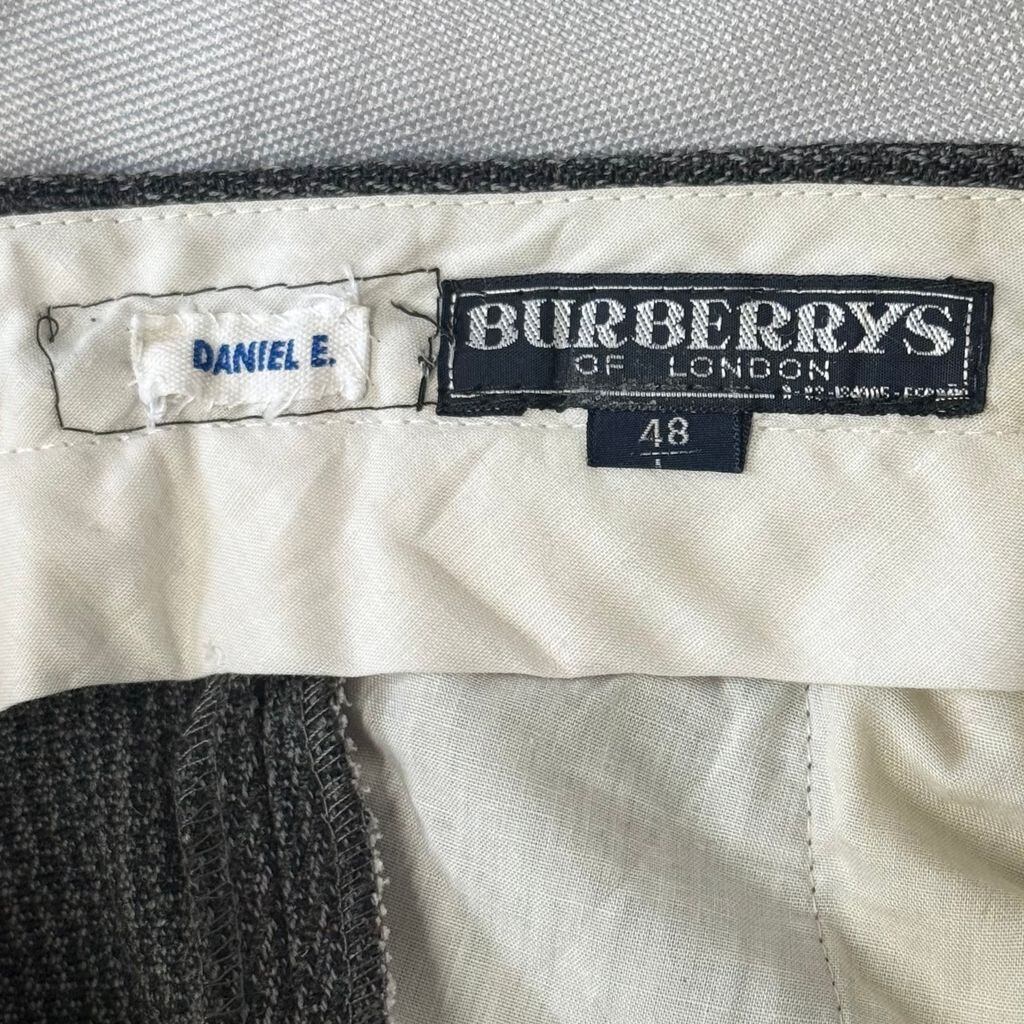 DANIEL E.
BURBERRYS
OF LONDON
48